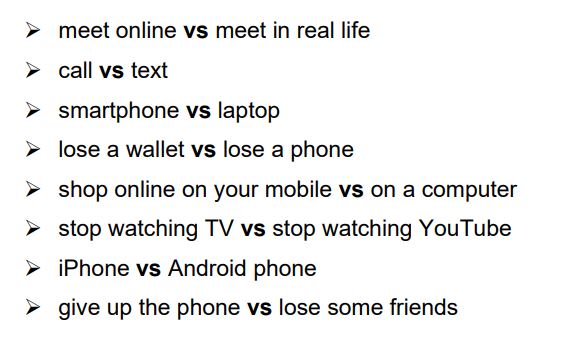 ➢ meet online vs meet in real life
➢ call vs text
➢ smartphone vs laptop
➢ lose a wallet vs lose a phone
➢ shop online on your mobile vs on a computer
➢ stop watching TV vs stop watching YouTube
➢ iPhone vs Android phone
➢ give up the phone vs lose some friends